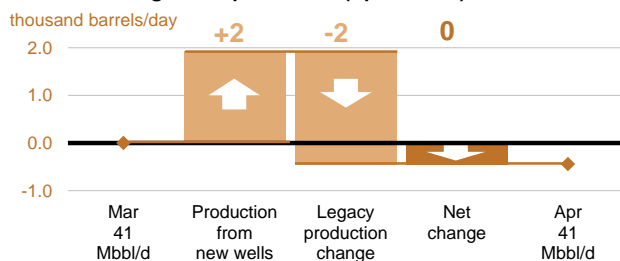 thousand barrels/day
+2 -2 0
2.0
1.0
0.0
-1.0
Mar Production Legacy Net Apr
41 from production change 41
Mbbl/d new wells change Mbbl/d